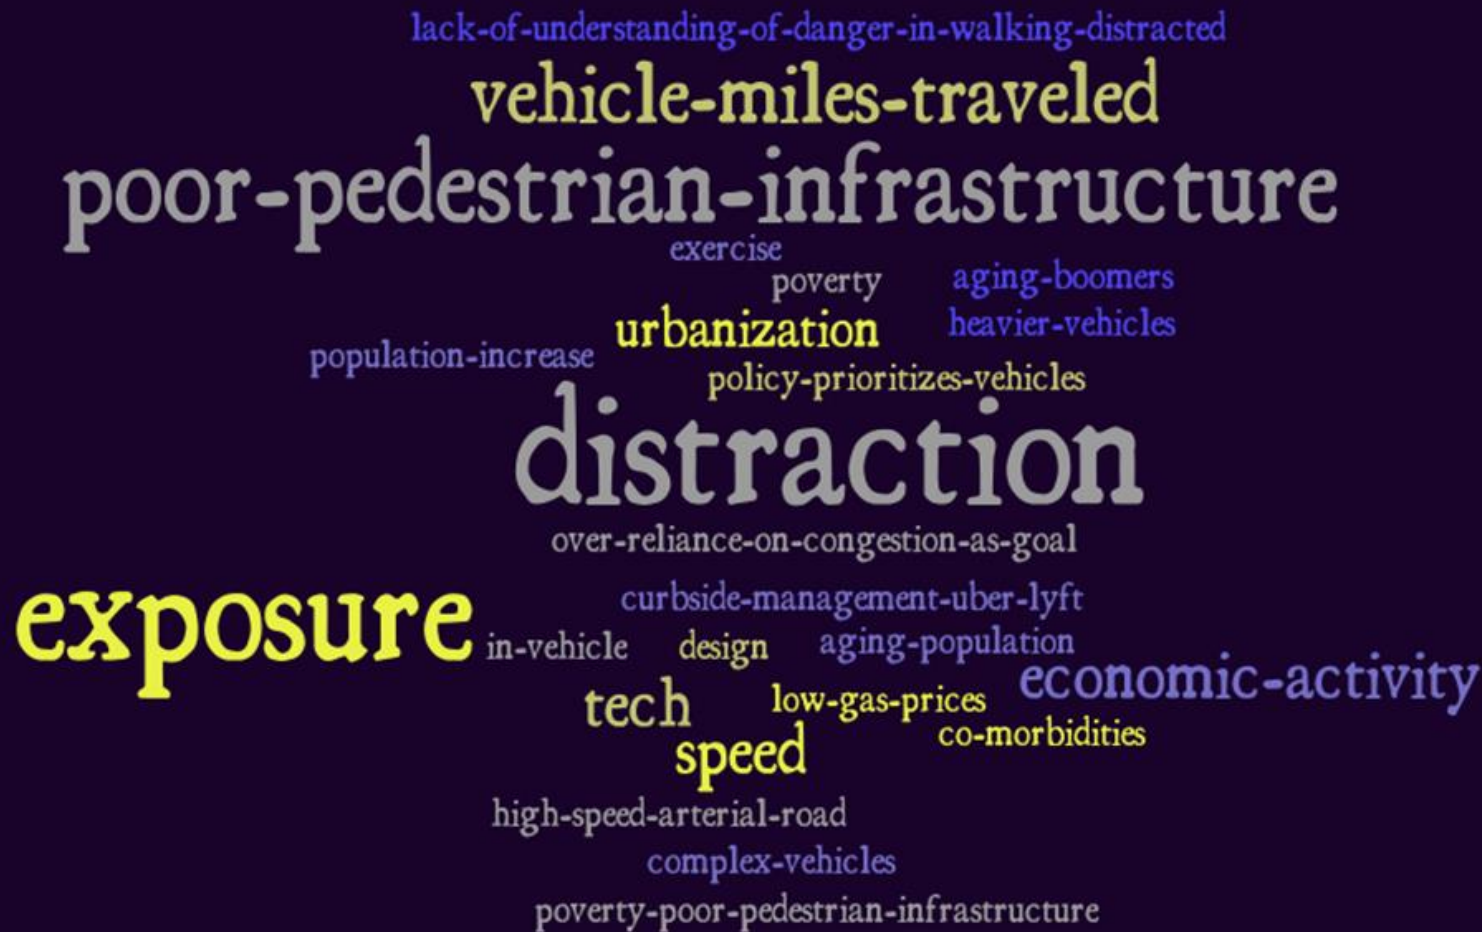 lack-of-understanding-of-danger-in-walking-distracted
vehicle-miles-traveled
poor-pedestrian-infrastructure
exercise
poverty
aging-boomers
urbanization
heavier-vehicles
population-increase
policy-prioritizes-vehicles
distraction
over-reliance-on-congestion-as-goal
exposure
curbside-management-uber-lyft
in-vehicle
design
aging-population
economic-activity
tech
low-gas-prices
co-morbidities
speed
high-speed-arterial-road
complex-vehicles
poverty-poor-pedestrian-infrastructure